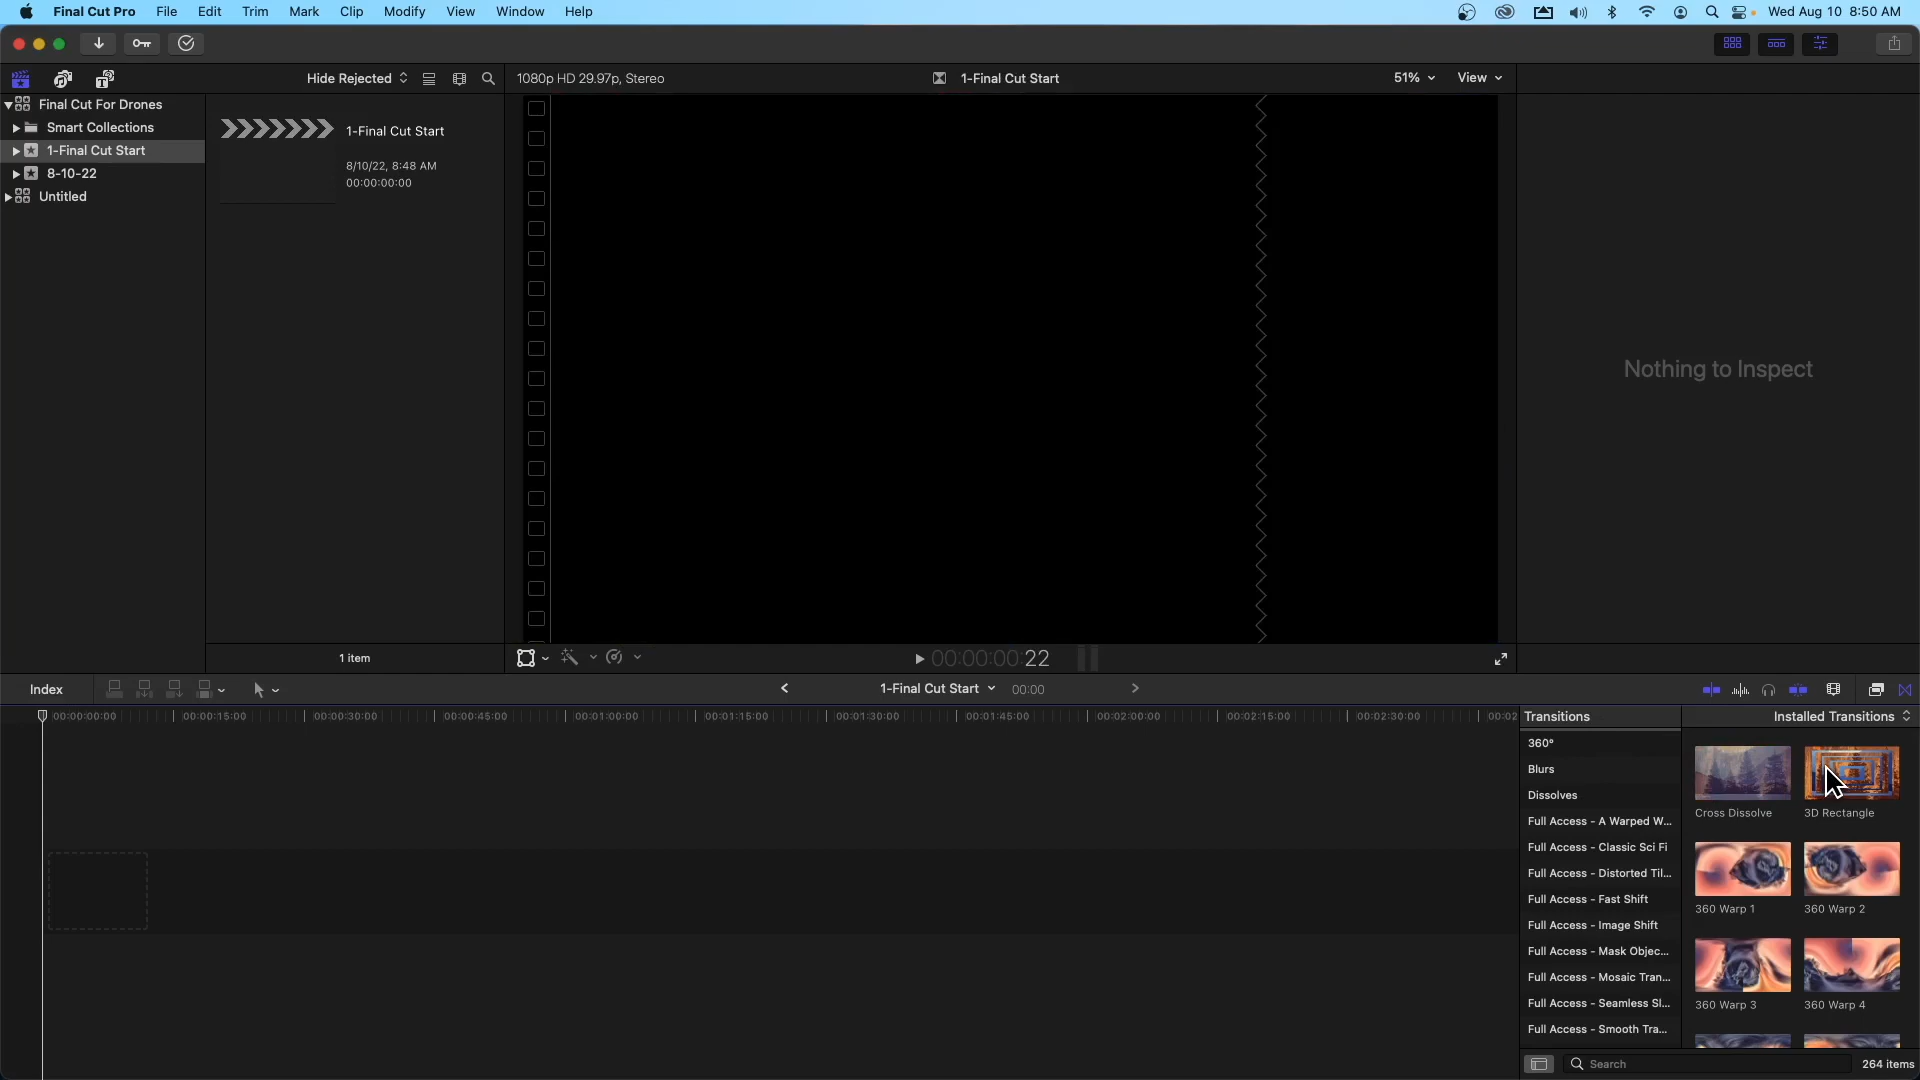 Final Cut Pro File Edit Trim Mark Clip Modify View Window Help Wed Aug 10 8:50 AM
Hide Rejected 1080p HD 29.97p, Stereo 1-Final Cut Start 51% View
Final Cut For Drones
Smart Collections
1-Final Cut Start
8-10-22
Untitled
1-Final Cut Start
8/10/22, 8:48 AM
00:00:00:00
Nothing to Inspect
1 item
00:00:00:22
Index 1-Final Cut Start 00:00
00:00:00:00 00:00:15:00 00:00:30:00 00:00:45:00 00:01:00:00 00:01:15:00 00:01:30:00 00:01:45:00 00:02:00:00 00:02:15:00 00:02:30:00 00:02
Transitions Installed Transitions
360°
Blurs
Dissolves
Full Access - A Warped W...
Full Access - Classic Sci Fi
Full Access - Distorted Til...
Full Access - Fast Shift
Full Access - Image Shift
Full Access - Mask Objec...
Full Access - Mosaic Tran...
Full Access - Seamless Sl...
Full Access - Smooth Tra...
Cross Dissolve 3D Rectangle
360 Warp 1 360 Warp 2
360 Warp 3 360 Warp 4
Search 264 items